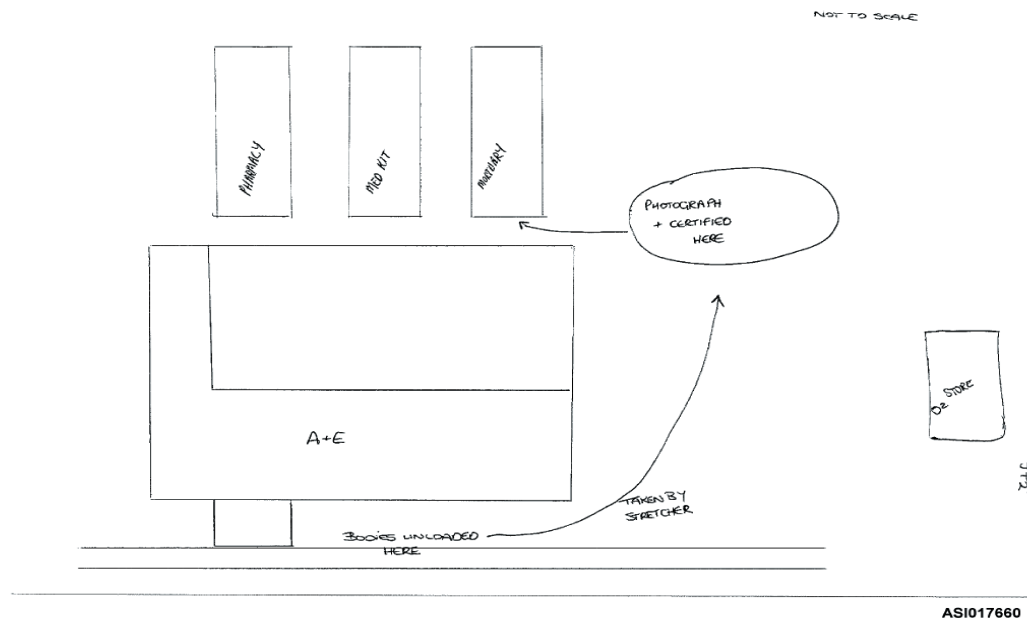 NOT TO SCALE
PHARMACY
MED KIT
MORTUARY
PHOTOGRAPH
+ CERTIFIED
HERE
O2 STORE
A+E
TAKEN BY
STRETCHER
BODIES UNLOADED
HERE
ASI017660